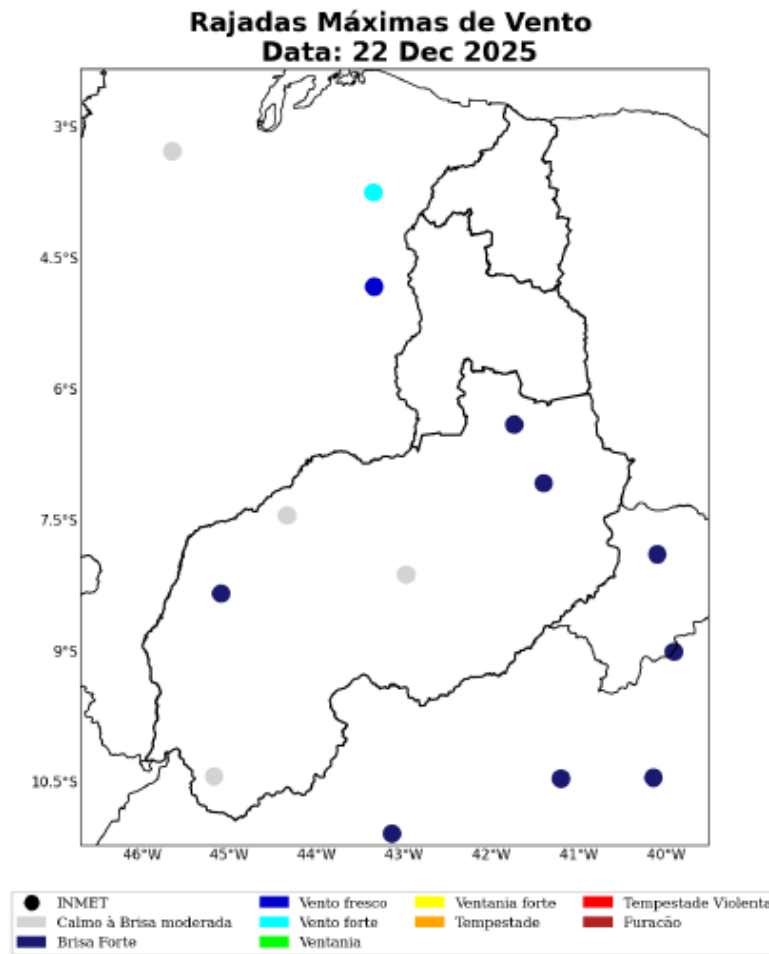 Rajadas Máximas de Vento
Data: 22 Dec 2025
3°S
4.5°S
6°S
7.5°S
9°S
10.5°S
46°W 45°W 44°W 43°W 42°W 41°W 40°W
INMET Vento fresco Ventania forte Tempestade Violenta
Calmo à Brisa moderada Vento forte Tempestade Furacão
Brisa Forte Ventania